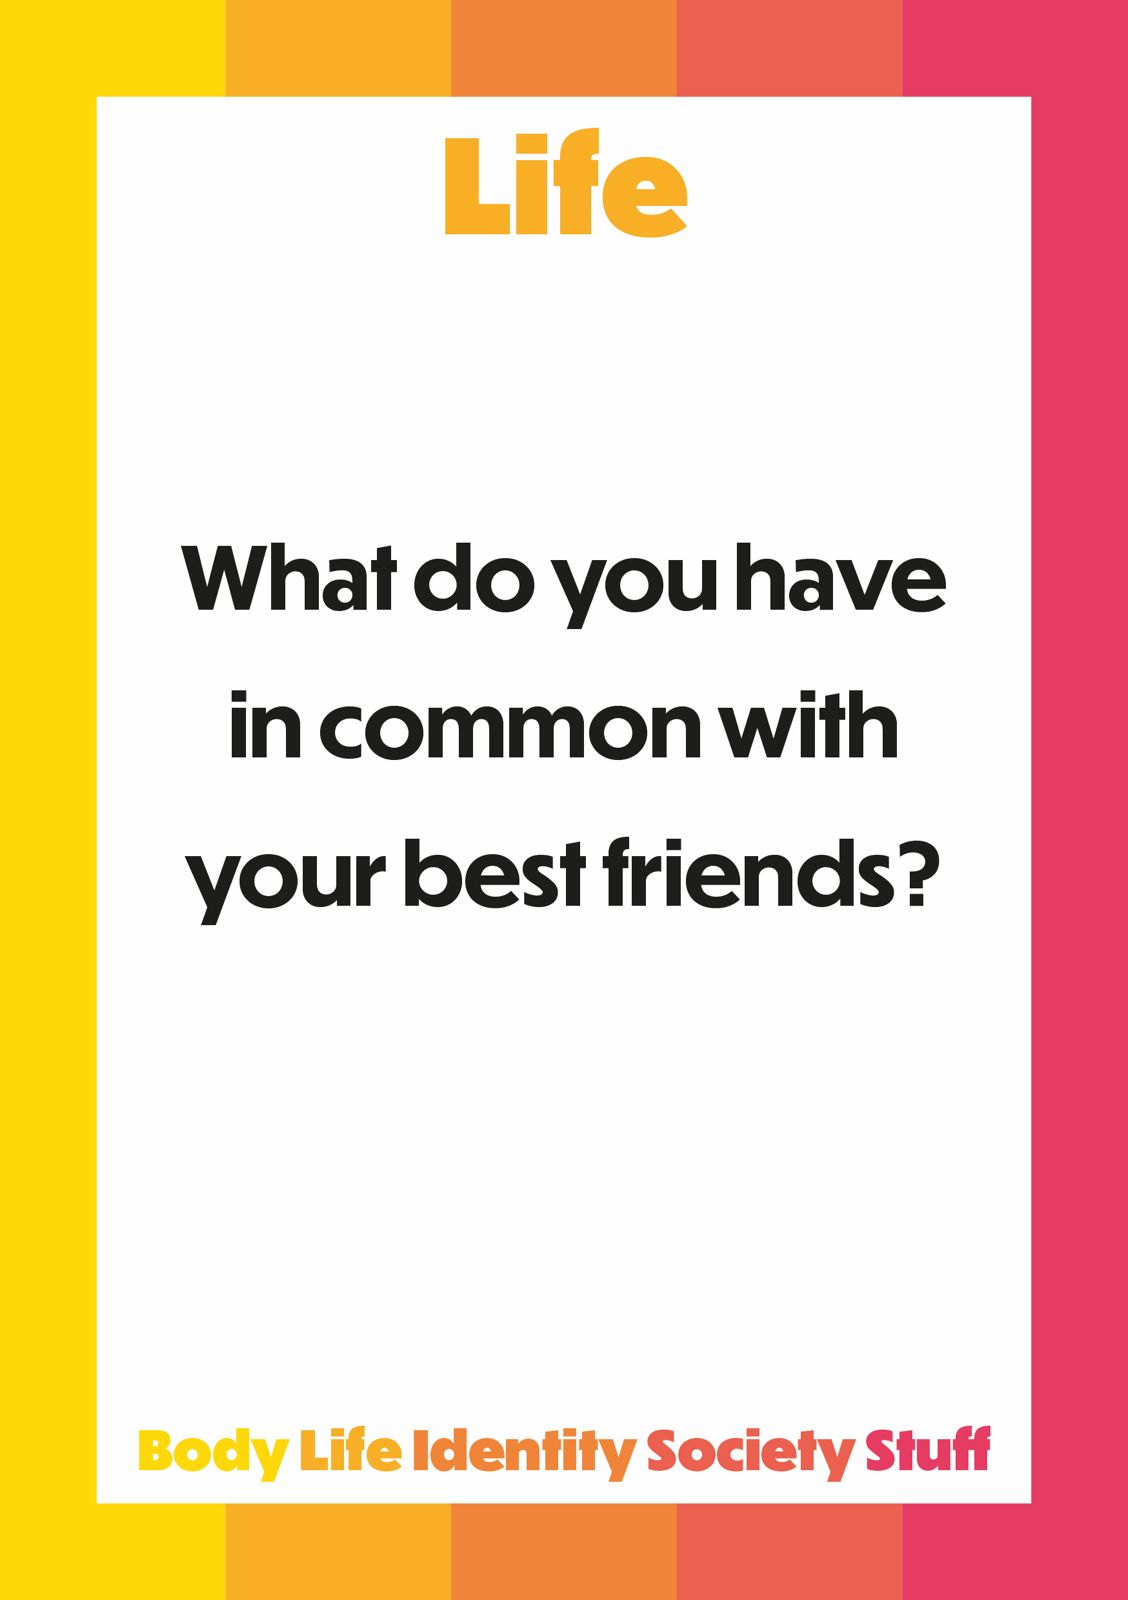 Life
What do you have
in common with
your best friends?
Body Life Identity Society Stuff